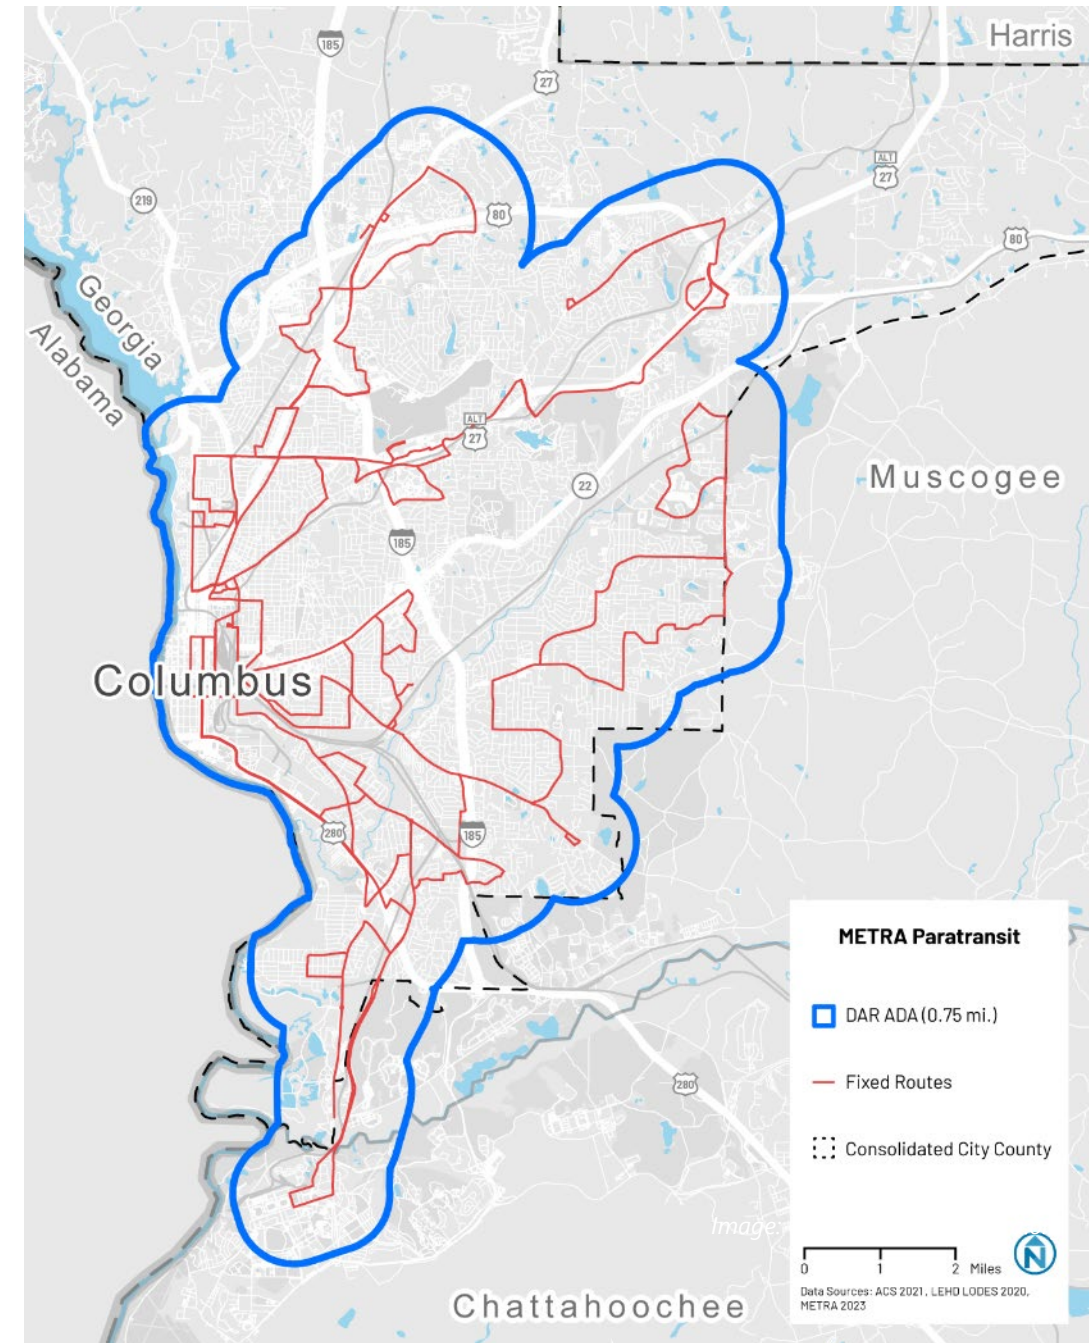 Harris
185
27
ALT
27
219
80
80
Georgia
Alabama
ALT
27
22
Muscogee
185
Columbus
280
185
METRA Paratransit
DAR ADA (0.75 mi.)
Fixed Routes
Consolidated City County
280
Image:
0 1 2 Miles
N
Data Sources: ACS 2021, LEHD LODES 2020,
METRA 2023
Chattahoochee